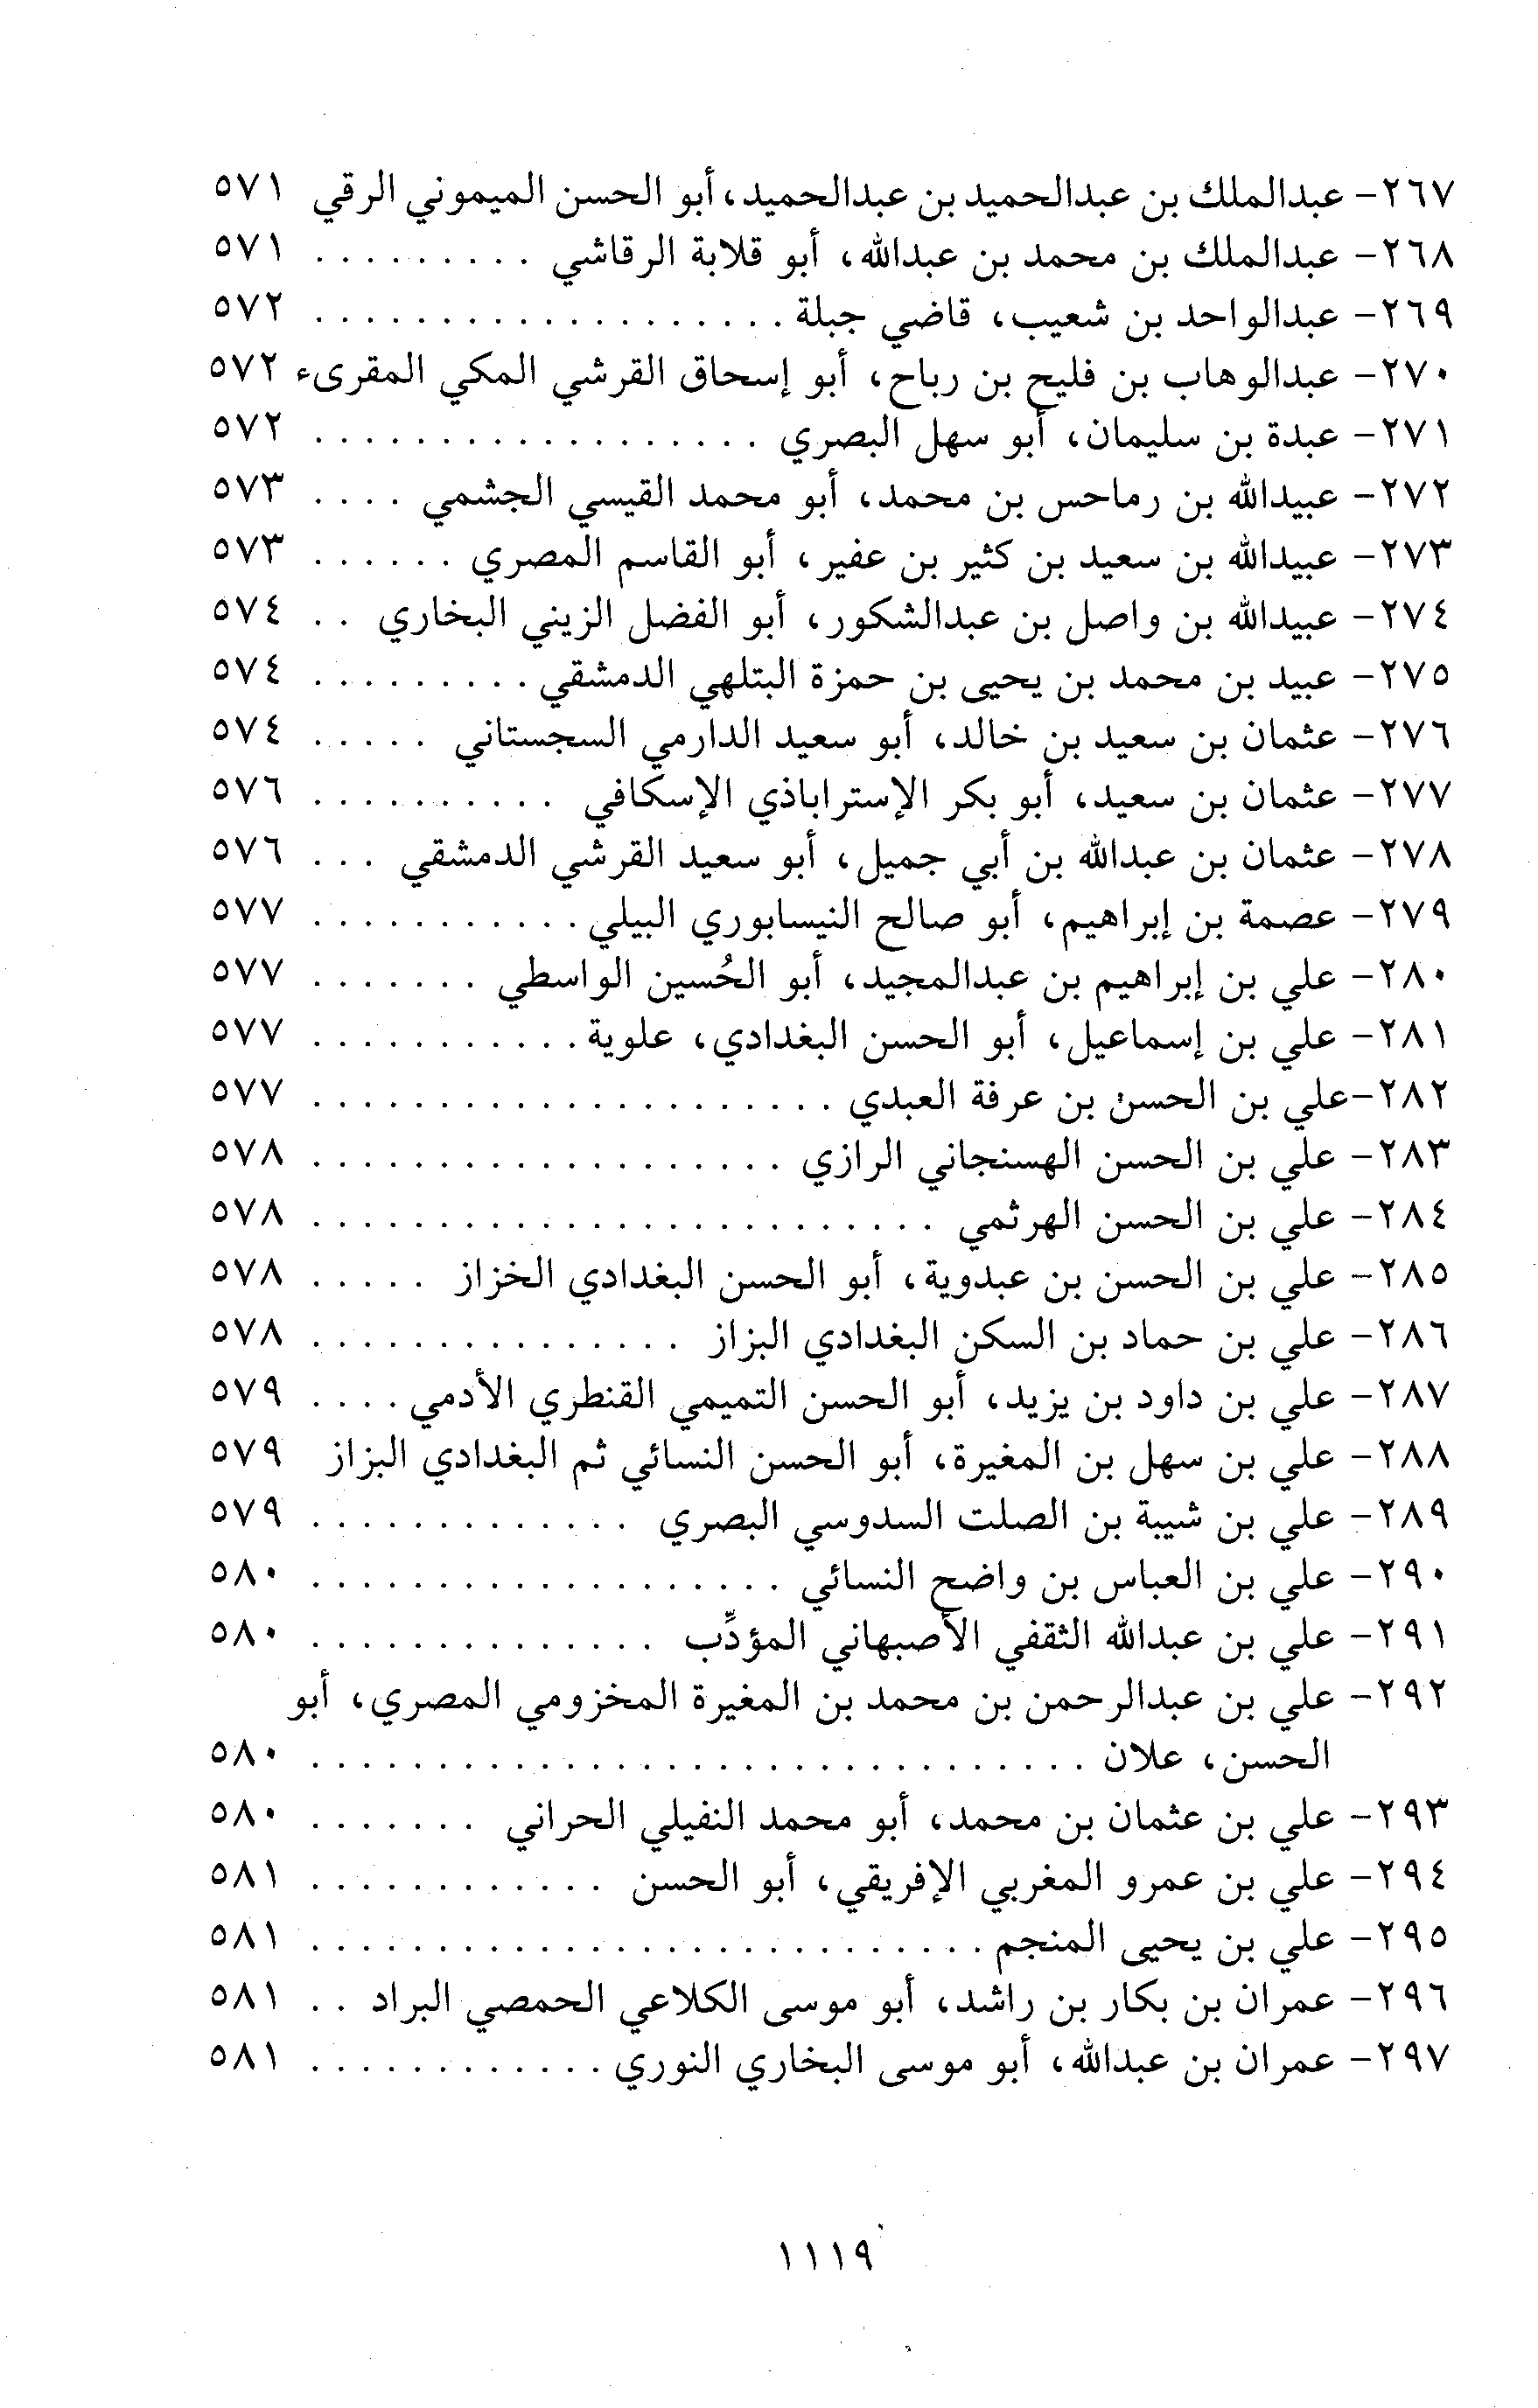 ٢٦٧- عبدالملك بن عبدالحميد بن عبدالحميد، أبو الحسن الميموني الرقي ٥٧١
٢٦٨- عبدالملك بن محمد بن عبدالله، أبو قلابة الرقاشي . . . . . . . . . ٥٧١
٢٦٩- عبدالواحد بن شعيب، قاضي جبلة . . . . . . . . . . . . . . . . . . . ٥٧٢
٢٧٠- عبدالوهاب بن فليح بن رباح، أبو إسحاق القرشي المكي المقرىء ٥٧٢
٢٧١- عبدة بن سليمان، أبو سهل البصري . . . . . . . . . . . . . . . . . . ٥٧٢
٢٧٢- عبيدالله بن رماحس بن محمد، أبو محمد القيسي الجشمي . . . . ٥٧٣
٢٧٣- عبيدالله بن سعيد بن كثير بن عفير، أبو القاسم المصري . . . . . . ٥٧٣
٢٧٤- عبيدالله بن واصل بن عبدالشكور، أبو الفضل الزيني البخاري . . ٥٧٤
٢٧٥- عبيد بن محمد بن يحيى بن حمزة البتلهي الدمشقي . . . . . . . . . ٥٧٤
٢٧٦- عثمان بن سعيد بن خالد، أبو سعيد الدارمي السجستاني . . . . . ٥٧٤
٢٧٧- عثمان بن سعيد، أبو بكر الإستراباذي الإسكافي . . . . . . . . . . ٥٧٦
٢٧٨- عثمان بن عبدالله بن أبي جميل، أبو سعيد القرشي الدمشقي . . . ٥٧٦
٢٧٩- عصمة بن إبراهيم، أبو صالح النيسابوري البيلي . . . . . . . . . . . ٥٧٧
٢٨٠- علي بن إبراهيم بن عبدالمجيد، أبو الحُسين الواسطي . . . . . . . ٥٧٧
٢٨١- علي بن إسماعيل، أبو الحسن البغدادي، علوية . . . . . . . . . . . ٥٧٧
٢٨٢-علي بن الحسن بن عرفة العبدي . . . . . . . . . . . . . . . . . . . . . ٥٧٧
٢٨٣- علي بن الحسن الهسنجاني الرازي . . . . . . . . . . . . . . . . . . . ٥٧٨
٢٨٤- علي بن الحسن الهرثمي . . . . . . . . . . . . . . . . . . . . . . . . . ٥٧٨
٢٨٥- علي بن الحسن بن عبدوية، أبو الحسن البغدادي الخزاز . . . . . ٥٧٨
٢٨٦- علي بن حماد بن السكن البغدادي البزاز . . . . . . . . . . . . . . . ٥٧٨
٢٨٧- علي بن داود بن يزيد، أبو الحسن التميمي القنطري الأدمي . . . . ٥٧٩
٢٨٨- علي بن سهل بن المغيرة، أبو الحسن النسائي ثم البغدادي البزاز ٥٧٩
٢٨٩- علي بن شيبة بن الصلت السدوسي البصري . . . . . . . . . . . . . ٥٧٩
٢٩٠- علي بن العباس بن واضح النسائي . . . . . . . . . . . . . . . . . . . ٥٨٠
٢٩١- علي بن عبدالله الثقفي الأصبهاني المؤدِّب . . . . . . . . . . . . . . ٥٨٠
٢٩٢- علي بن عبدالرحمن بن محمد بن المغيرة المخزومي المصري، أبو
الحسن، علان . . . . . . . . . . . . . . . . . . . . . . . . . . . . . . . ٥٨٠
٢٩٣- علي بن عثمان بن محمد، أبو محمد النفيلي الحراني . . . . . . . ٥٨٠
٢٩٤- علي بن عمرو المغربي الإفريقي، أبو الحسن . . . . . . . . . . . . ٥٨١
٢٩٥- علي بن يحيى المنجم . . . . . . . . . . . . . . . . . . . . . . . . . . . ٥٨١
٢٩٦- عمران بن بكار بن راشد، أبو موسى الكلاعي الحمصي البراد . . ٥٨١
٢٩٧- عمران بن عبدالله، أبو موسى البخاري النوري . . . . . . . . . . . . ٥٨١
١١١٩